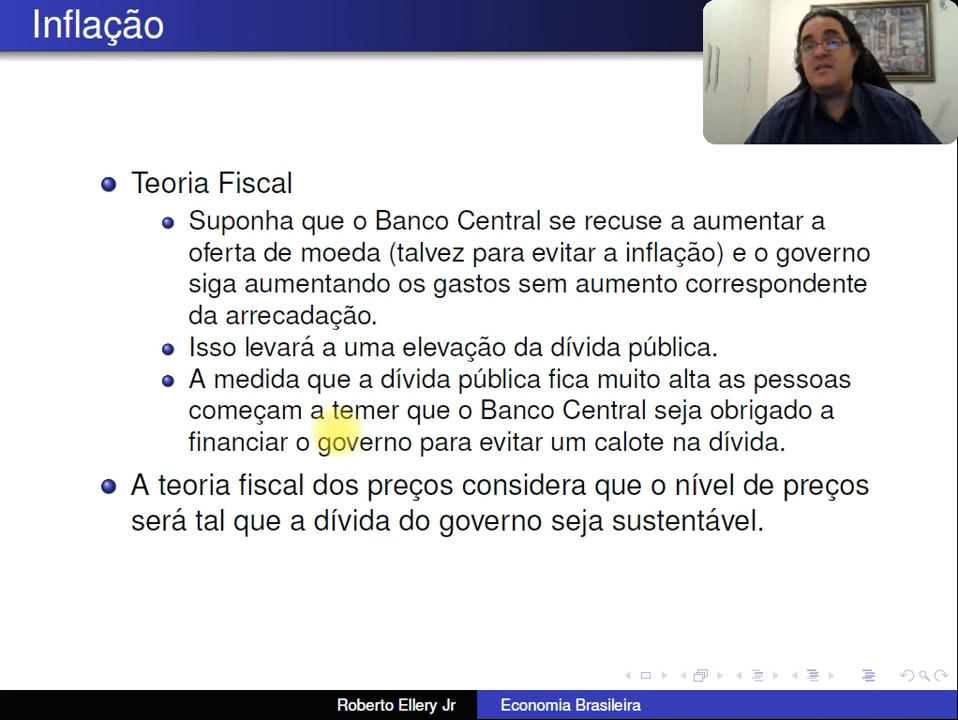 Inflação
Teoria Fiscal
Suponha que o Banco Central se recuse a aumentar a
oferta de moeda (talvez para evitar a inflação) e o governo
siga aumentando os gastos sem aumento correspondente
da arrecadação.
Isso levará a uma elevação da dívida pública.
A medida que a dívida pública fica muito alta as pessoas
começam a temer que o Banco Central seja obrigado a
financiar o governo para evitar um calote na dívida.
A teoria fiscal dos preços considera que o nível de preços
será tal que a dívida do governo seja sustentável.
Roberto Ellery Jr
Economia Brasileira